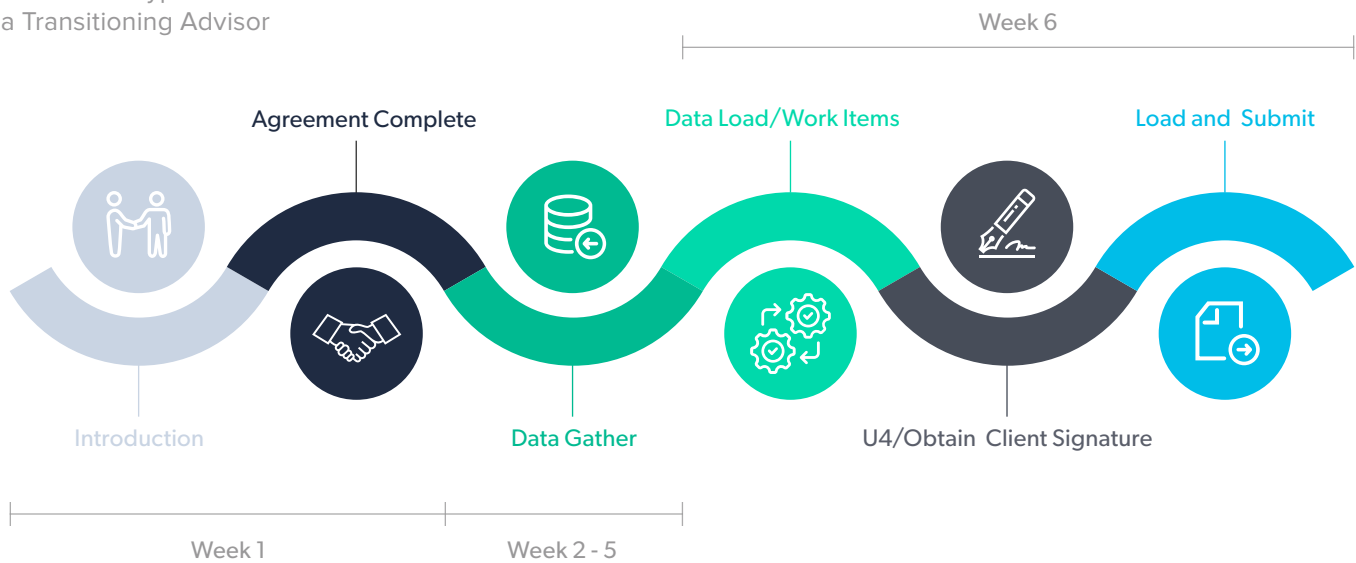 a Transitioning Advisor
Week 6
Agreement Complete
Data Load/Work Items
Load and Submit
Introduction
Data Gather
U4/Obtain Client Signature
Week 1
Week 2 - 5